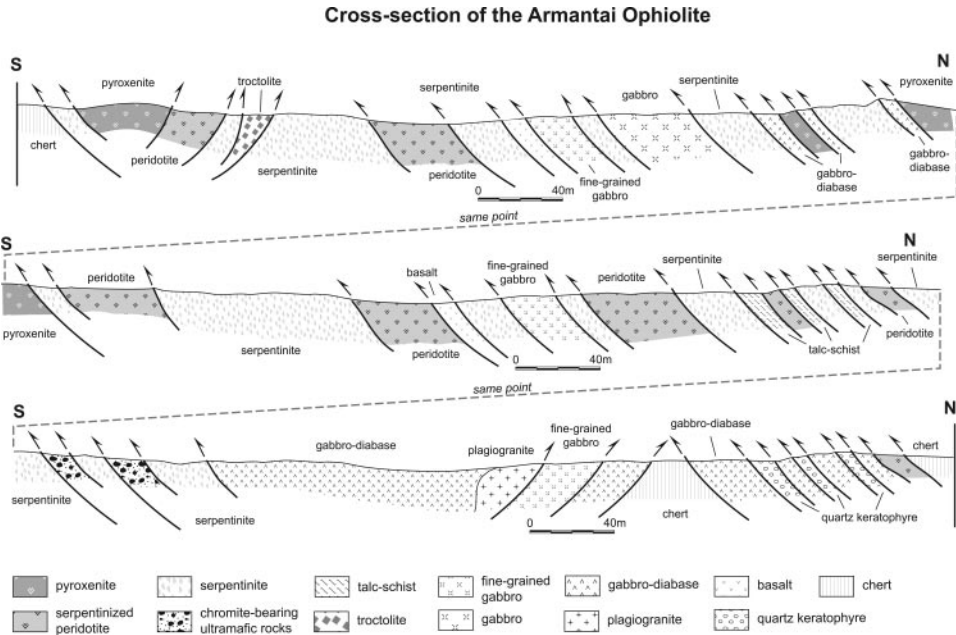 Cross-section of the Armantai Ophiolite
S
N
pyroxenite
troctolite
serpentinite
serpentinite
gabbro
pyroxenite
chert
peridotite
serpentinite
peridotite
fine-grained
gabbro
gabbro-
diabase
gabbro-
diabase
0
40m
same point
S
N
peridotite
basalt
fine-grained
gabbro
peridotite
serpentinite
serpentinite
pyroxenite
serpentinite
peridotite
talc-schist
peridotite
0
40m
same point
S
N
gabbro-diabase
plagiogranite
fine-grained
gabbro
gabbro-diabase
chert
serpentinite
serpentinite
chert
quartz keratophyre
0
40m
pyroxenite
serpentinite
talc-schist
fine-grained
gabbro
gabbro-diabase
basalt
chert
serpentinized
peridotite
chromite-bearing
ultramafic rocks
troctolite
gabbro
plagiogranite
quartz keratophyre